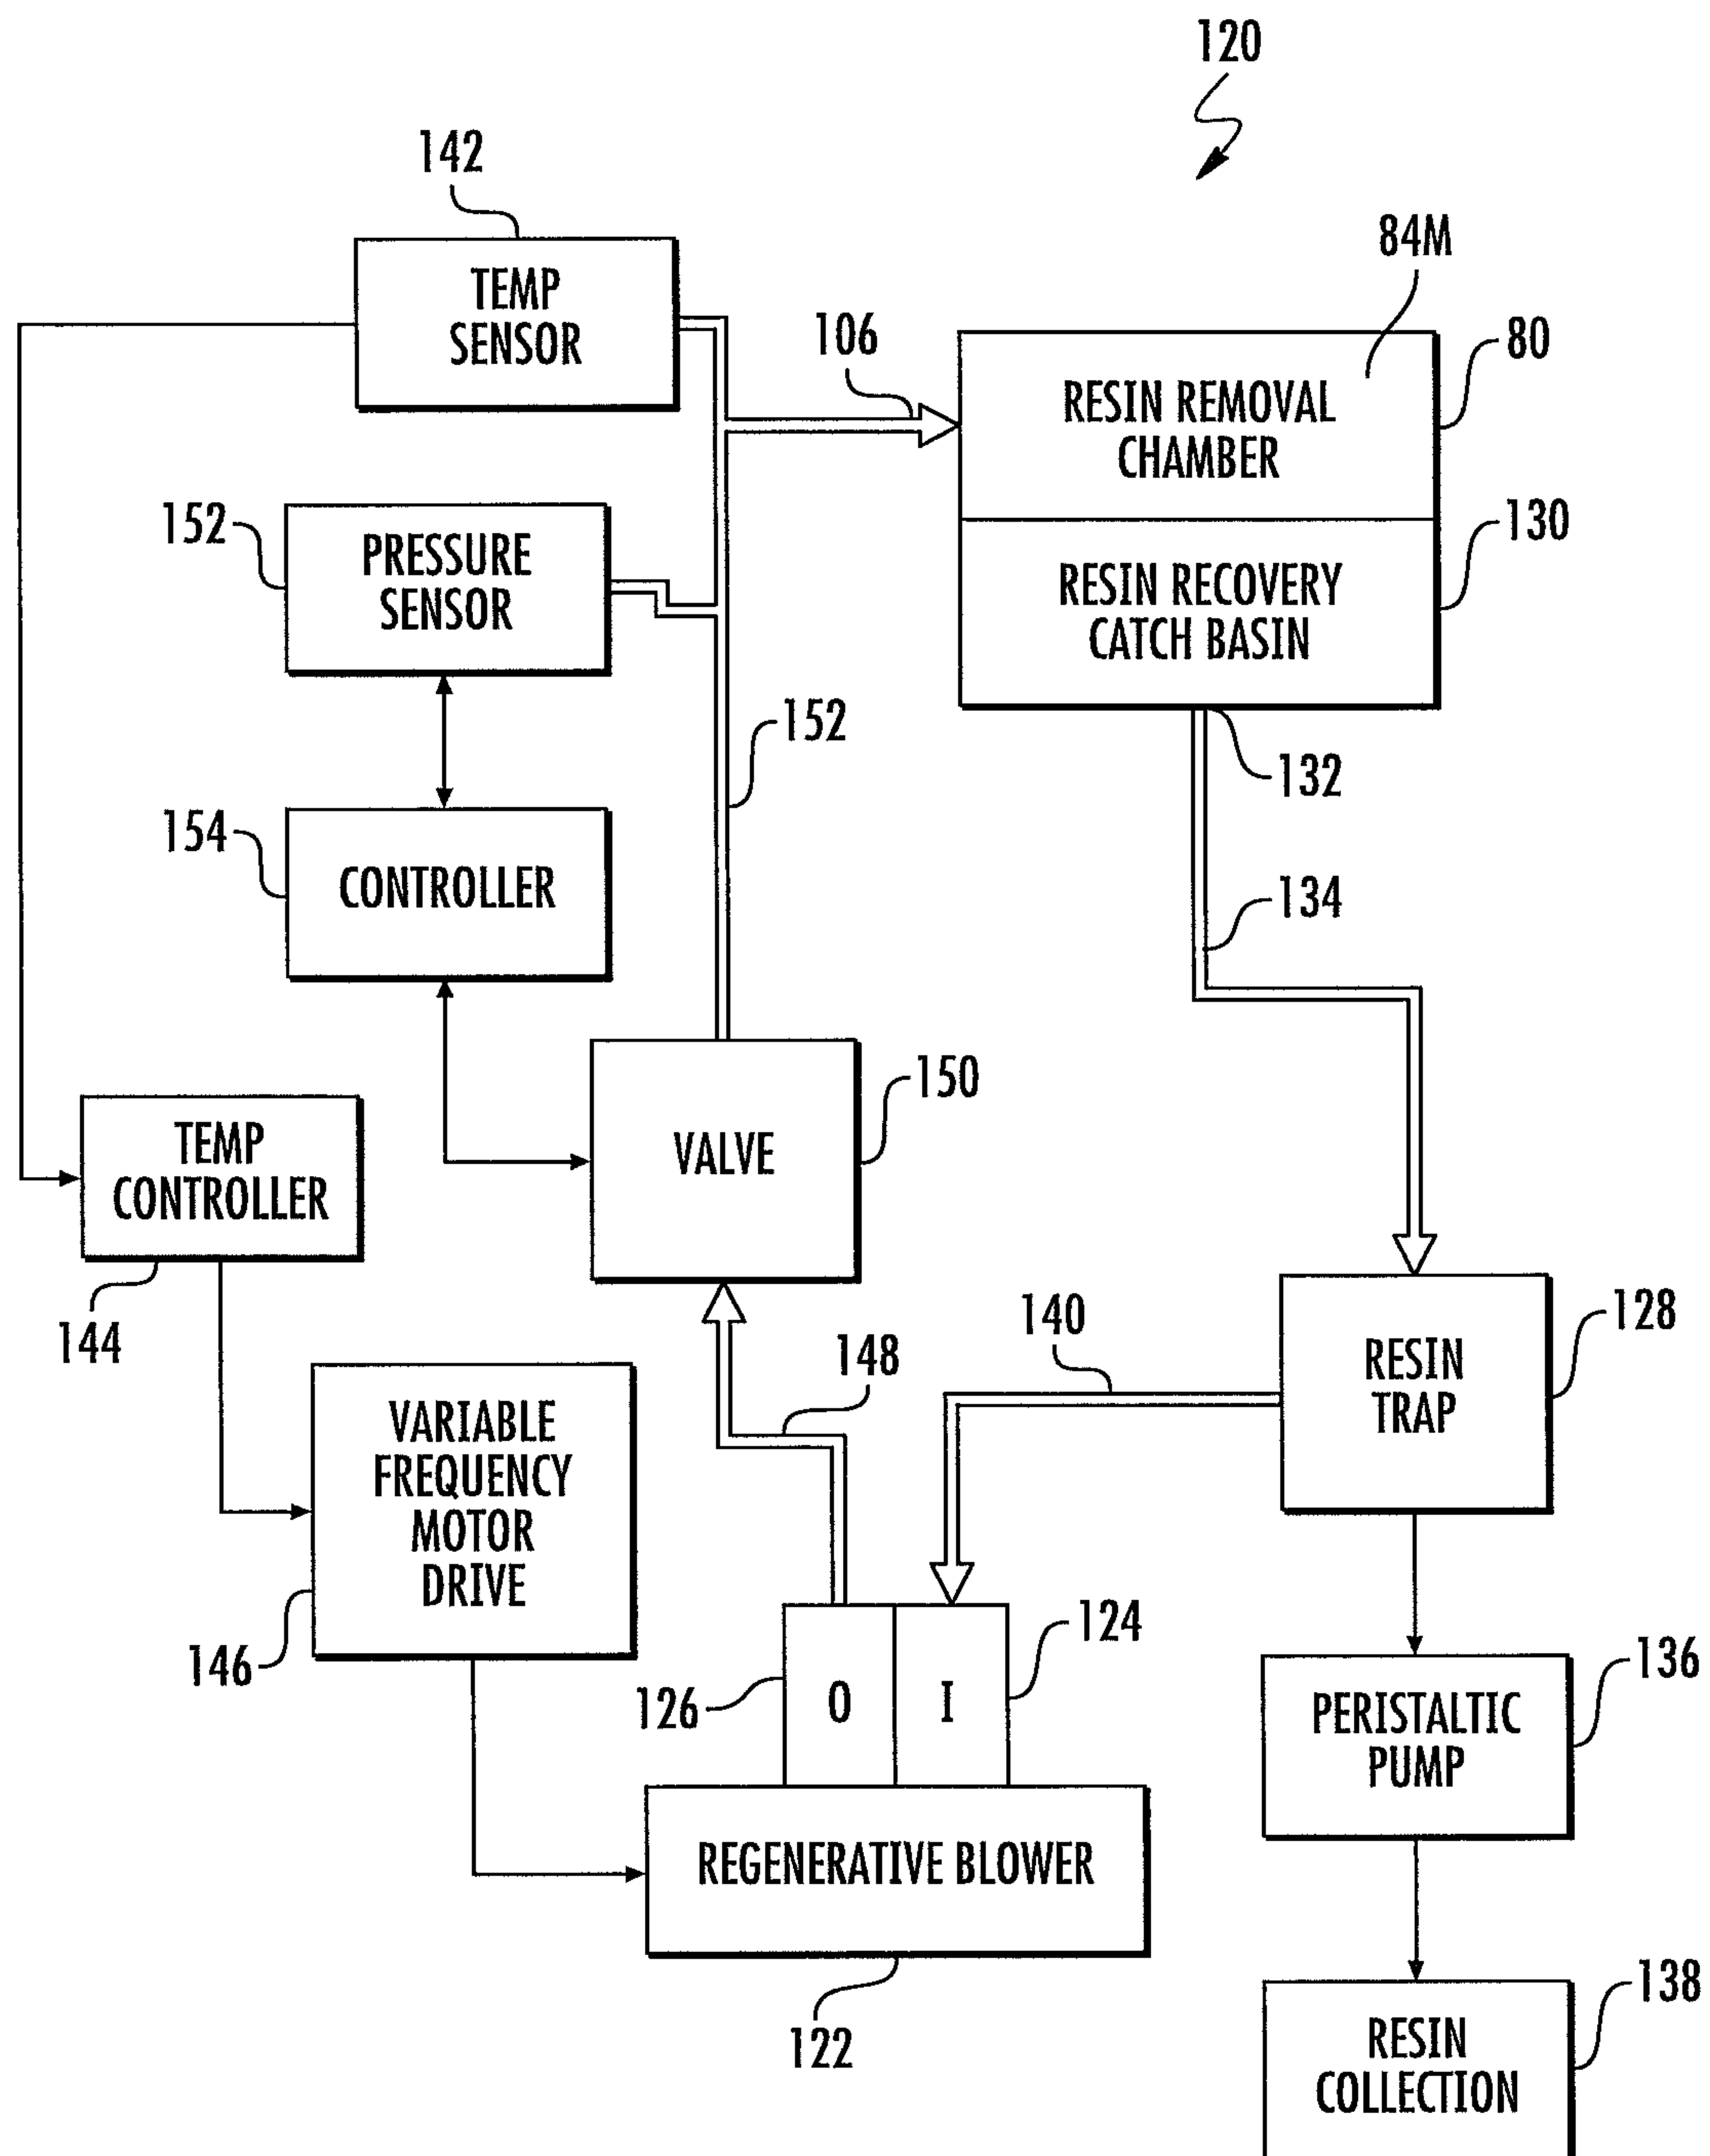 120
142
84M
TEMP
SENSOR
106
80
RESIN REMOVAL
CHAMBER
152
PRESSURE
SENSOR
130
RESIN RECOVERY
CATCH BASIN
152
132
154
CONTROLLER
134
150
VALVE
TEMP
CONTROLLER
144
140
128
RESIN
TRAP
148
VARIABLE
FREQUENCY
MOTOR
DRIVE
146
124
126
O
I
136
PERISTALTIC
PUMP
REGENERATIVE BLOWER
122
138
RESIN
COLLECTION